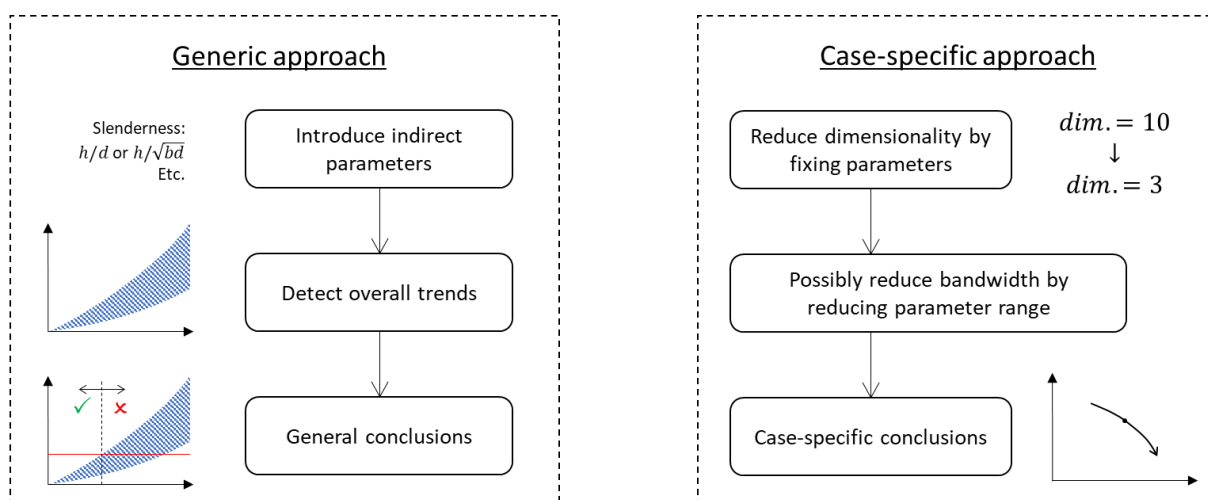 Generic approach
Slenderness:
h/d or h/√bd
Etc.
Introduce indirect
parameters
Detect overall trends
✓ ✗
General conclusions
Case-specific approach
Reduce dimensionality by
fixing parameters
dim. = 10
↓
dim. = 3
Possibly reduce bandwidth by
reducing parameter range
Case-specific conclusions